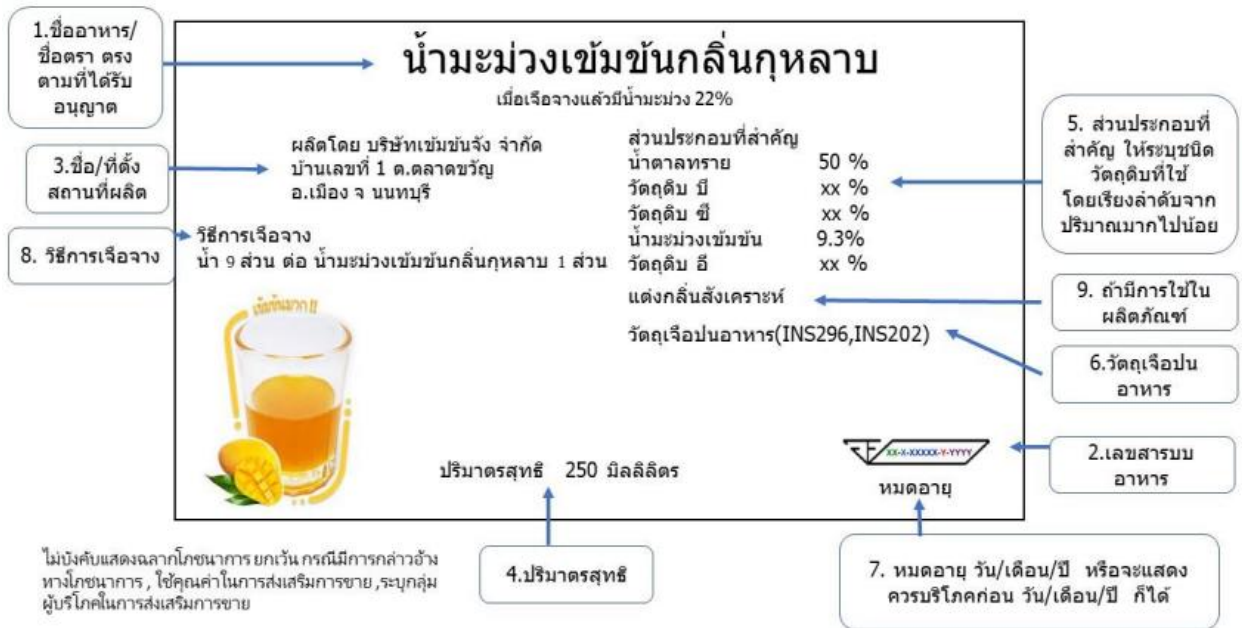 1.ชื่ออาหาร/
ชื่อตรา ตรง
ตามที่ได้รับ
อนุญาต
น้ำมะม่วงเข้มข้นกลิ่นกุหลาบ
เมื่อเจือจางแล้วมีน้ำมะม่วง 22%
3.ชื่อ/ที่ตั้ง
สถานที่ผลิต
ผลิตโดย บริษัทเข้มข้นจัง จำกัด
บ้านเลขที่ 1 ต.ตลาดขวัญ
อ.เมือง จ นนทบุรี
8. วิธีการเจือจาง
วิธีการเจือจาง
น้ำ 9 ส่วน ต่อ น้ำมะม่วงเข้มข้นกลิ่นกุหลาบ 1 ส่วน
ส่วนประกอบที่สำคัญ
น้ำตาลทราย 50 %
วัตถุดิบ บี xx %
วัตถุดิบ ซี xx %
น้ำมะม่วงเข้มข้น 9.3%
วัตถุดิบ อี xx %
แต่งกลิ่นสังเคราะห์
วัตถุเจือปนอาหาร(INS296,INS202)
5. ส่วนประกอบที่
สำคัญ ให้ระบุชนิด
วัตถุดิบที่ใช้
โดยเรียงลำดับจาก
ปริมาณมากไปน้อย
9. ถ้ามีการใช้ใน
ผลิตภัณฑ์
6.วัตถุเจือปน
อาหาร
2.เลขสารบบ
อาหาร
เข้มข้นมาก !!
XX-X-XXXXX-Y-YYYY
หมดอายุ
ปริมาตรสุทธิ 250 มิลลิลิตร
4.ปริมาตรสุทธิ
7. หมดอายุ วัน/เดือน/ปี หรือจะแสดง
ควรบริโภคก่อน วัน/เดือน/ปี ก็ได้
ไม่บังคับแสดงฉลากโภชนาการ ยกเว้น กรณีมีการกล่าวอ้าง
ทางโภชนาการ , ใช้คุณค่าในการส่งเสริมการขาย ,ระบุกลุ่ม
ผู้บริโภคในการส่งเสริมการขาย